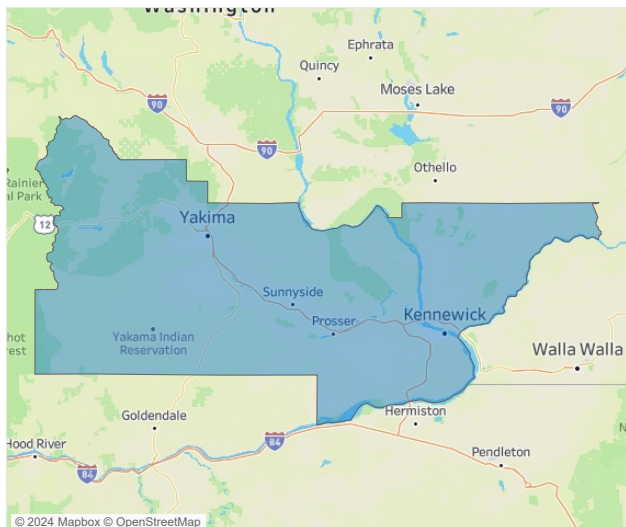 Washington
Ephrata
Quincy
Moses Lake
90
90
90
Othello
Rainier
al Park
12
Yakima
Sunnyside
Kennewick
Prosser
Yakama Indian
Reservation
Walla Walla
hot
rest
Goldendale
Hermiston
Hood River
84
84
Pendleton
N
© 2024 Mapbox © OpenStreetMap